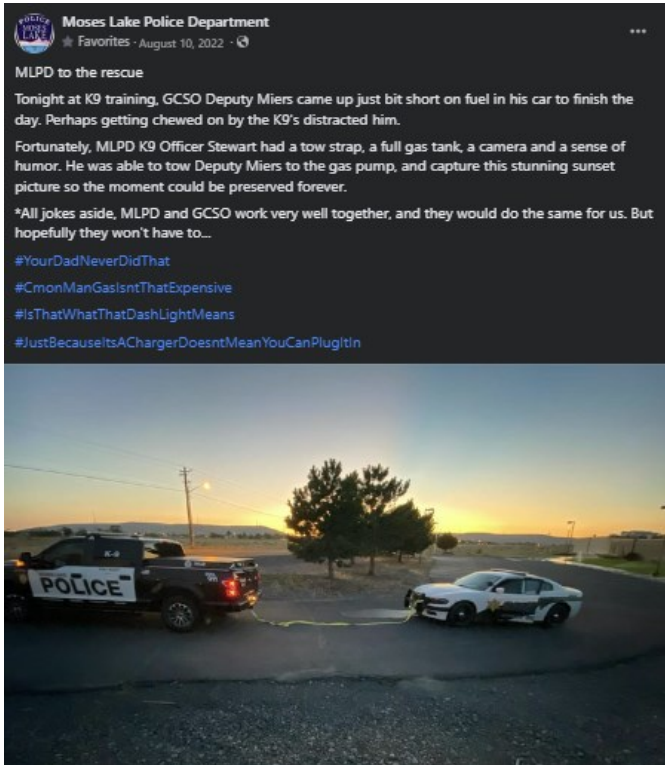 POLICE
MOSES
LAKE
Moses Lake Police Department
Favorites · August 10, 2022 ·
MLPD to the rescue
Tonight at K9 training, GCSO Deputy Miers came up just bit short on fuel in his car to finish the
day. Perhaps getting chewed on by the K9's distracted him.
Fortunately, MLPD K9 Officer Stewart had a tow strap, a full gas tank, a camera and a sense of
humor. He was able to tow Deputy Miers to the gas pump, and capture this stunning sunset
picture so the moment could be preserved forever.
*All jokes aside, MLPD and GCSO work very well together, and they would do the same for us. But
hopefully they won't have to...
#YourDadNeverDidThat
#CmonManGasIsntThatExpensive
#IsThatWhatThatDashLightMeans
#JustBecauseItsAChargerDoesntMeanYouCanPlugItIn
K-9
POLICE